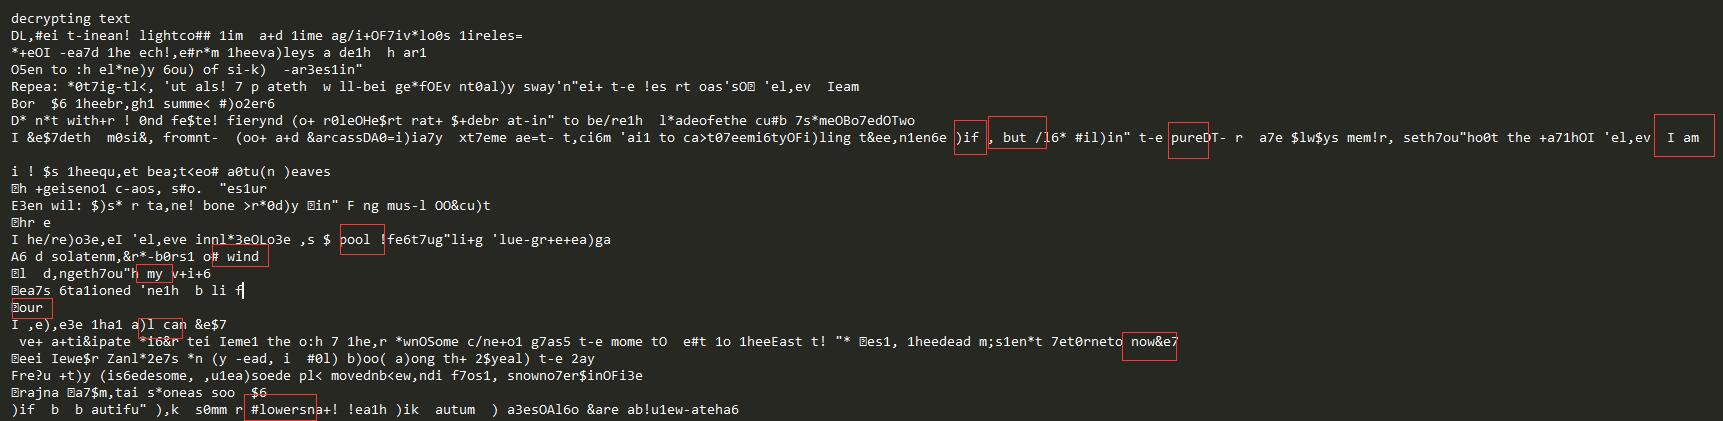 decrypting text
DL,#ei t-inean! lightco## 1im  a+d 1ime ag/i+OF7iv*lo0s 1ireles=
*+eOI -ea7d 1he ech!,e#r*m 1heeva)leys a de1h  h ar1
O5en to :h el*ne)y 6ou) of si-k)  -ar3es1in"
Repea: *0t7ig-tl<, 'ut als! 7 p ateth  w ll-bei ge*fOEv nt0al)y sway'n"ei+ t-e !es rt oas'sO 'el,ev  Ieam
Bor  $6 1heebr,gh1 summe< #)o2er6
D* n*t with+r ! 0nd fe$te! fierynd (o+ r0leOHe$rt rat+ $+debr at-in" to be/re1h  l*adeofethe cu#b 7s*meOBo7edOTwo
I &e$7deth  m0si&, fromnt-  (oo+ a+d &arcassDA0=i)ia7y  xt7eme ae=t- t,ci6m 'ai1 to ca>t07eemi6tyOFi)ling t&ee,n1en6e )if , but /l6* #il)in" t-e pureDT- r  a7e $lw$ys mem!r, seth7ou"ho0t the +a71hOI 'el,ev  I am
i ! $s 1heequ,et bea;t<eo# a0tu(n )eaves
h +geiseno1 c-aos, s#o.  "es1ur
E3en wil: $)s* r ta,ne! bone >r*0d)y in" F ng mus-l OO&cu)t
hr e
I he/re)o3e,eI 'el,eve innl*3eOLo3e ,s $ pool !fe6t7ug"li+g 'lue-gr+e+ea)ga
A6 d solatenm,&r*-b0rs1 o# wind
l  d,ngeth7ou"h my v+i+6
ea7s 6ta1ioned 'ne1h  b li f
our
I ,e),e3e 1ha1 a)l can &e$7
 ve+ a+ti&ipate *i6&r tei Ieme1 the o:h 7 1he,r *wnOSome c/ne+o1 g7as5 t-e mome tO  e#t 1o 1heeEast t! "* es1, 1heedead m;s1en*t 7et0rneto now&e7
eei Iewe$r Zanl*2e7s *n (y -ead, i  #0l) b)oo( a)ong th+ 2$yeal) t-e 2ay
Fre?u +t)y (is6edesome, ,u1ea)soede pl< movednb<ew,ndi f7os1, snowno7er$inOFi3e
rajna a7$m,tai s*oneas soo  $6
)if  b  b autifu" ),k  s0mm r #lowersna+! !ea1h )ik  autum  ) a3esOAl6o &are ab!u1ew-ateha6